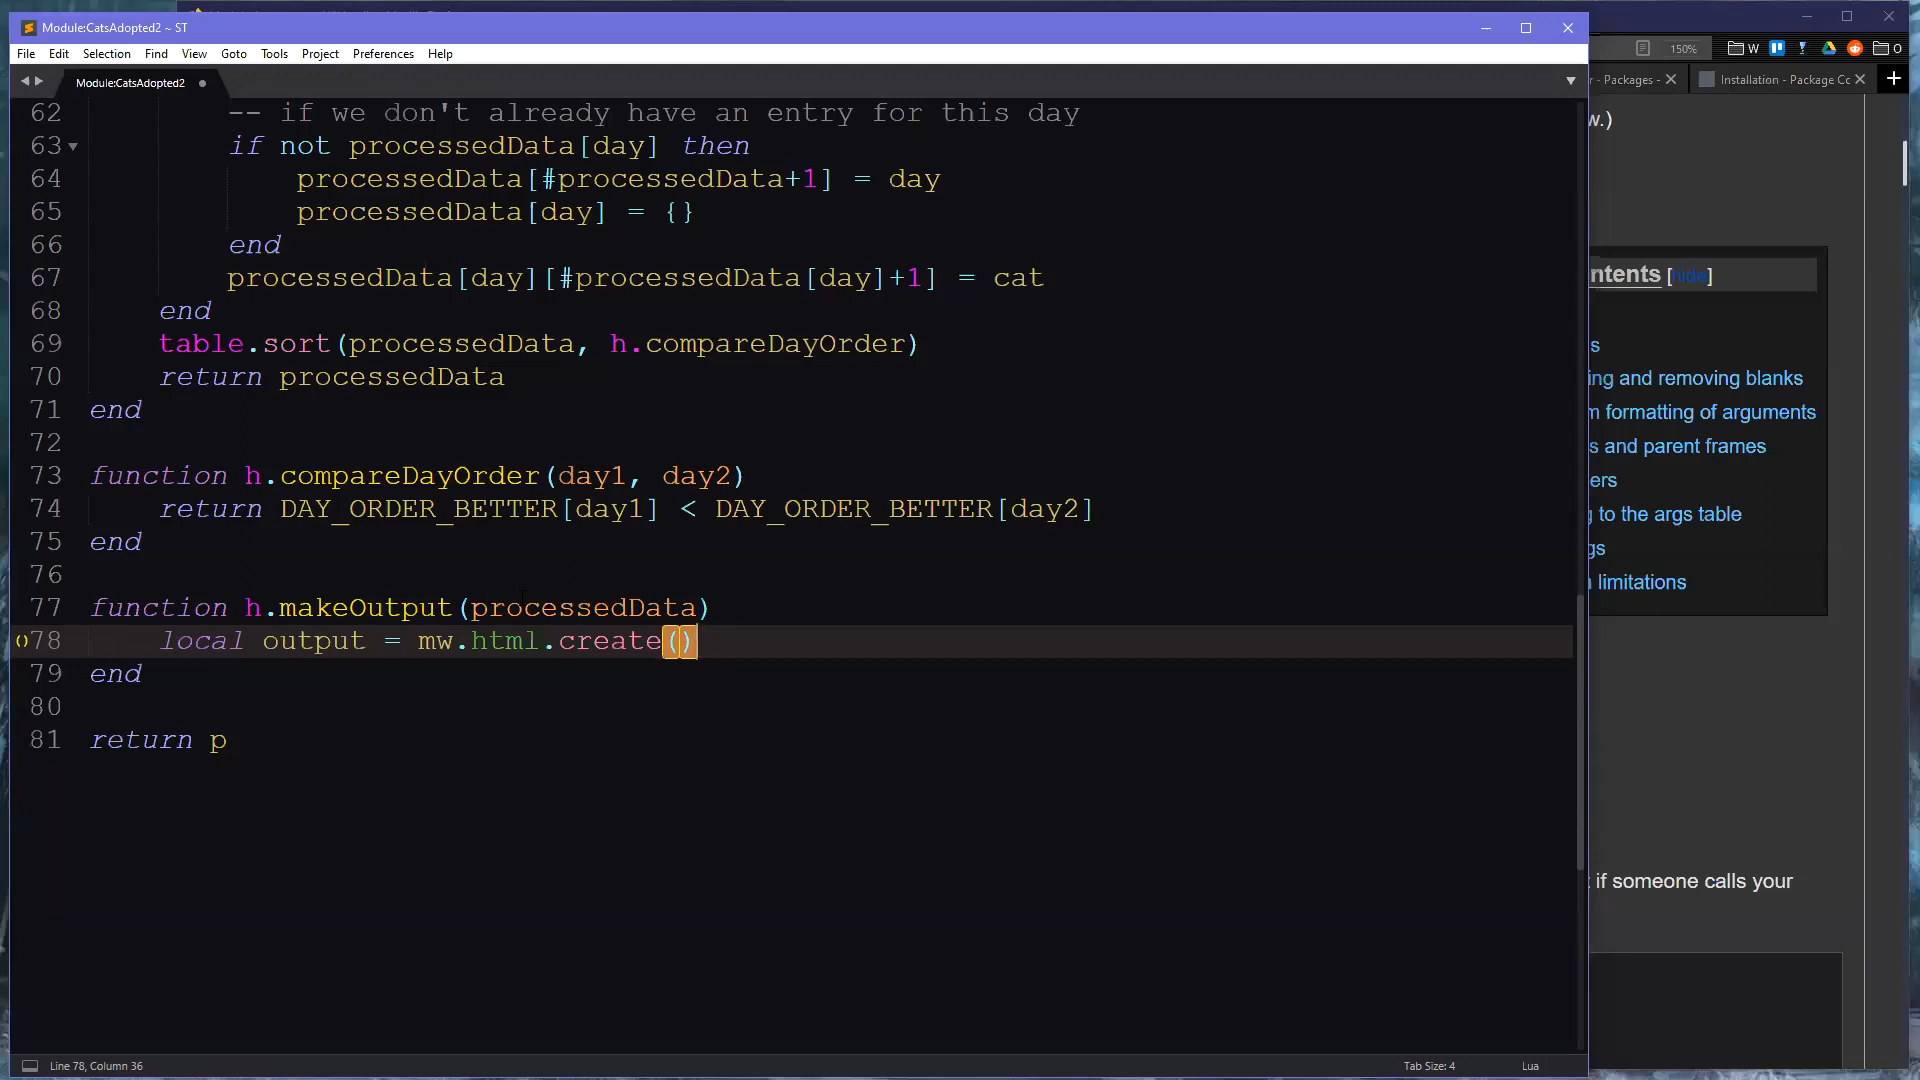 Module:CatsAdopted2 ~ ST
File Edit Selection Find View Goto Tools Project Preferences Help
Module:CatsAdopted2
62 -- if we don't already have an entry for this day
63 if not processedData[day] then
64 processedData[#processedData+1] = day
65 processedData[day] = {}
66 end
67 processedData[day][#processedData[day]+1] = cat
68 end
69 table.sort(processedData, h.compareDayOrder)
70 return processedData
71 end
72
73 function h.compareDayOrder(day1, day2)
74 return DAY_ORDER_BETTER[day1] < DAY_ORDER_BETTER[day2]
75 end
76
77 function h.makeOutput(processedData)
78 local output = mw.html.create()
79 end
80
81 return p
Line 78, Column 36
Tab Size: 4
Lua
150%
W
O
r - Packages -
Installation - Package Co
w.)
ntents [hide]
s
ing and removing blanks
m formatting of arguments
s and parent frames
ers
g to the args table
gs
n limitations
if someone calls your